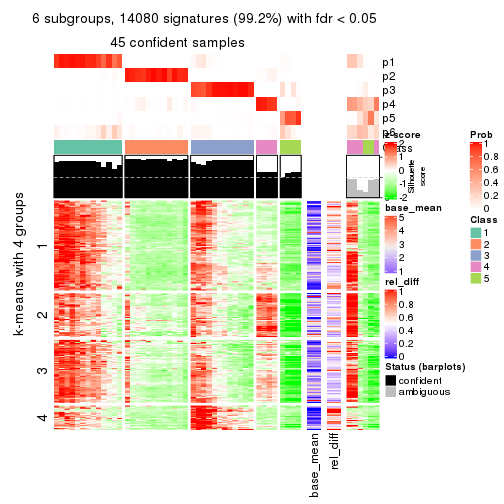 6 subgroups, 14080 signatures (99.2%) with fdr < 0.05
45 confident samples
p1
p2
p3
p4
p5
p6
Class
z-score
2
1
0
-1
-2
Silhouette
score
Prob
1
0.8
0.6
0.4
0.2
0
base_mean
5
4
3
2
1
Class
1
2
3
4
5
rel_diff
1
0.8
0.6
0.4
0.2
0
Status (barplots)
confident
ambiguous
k-means with 4 groups
1
2
3
4
base_mean
rel_diff